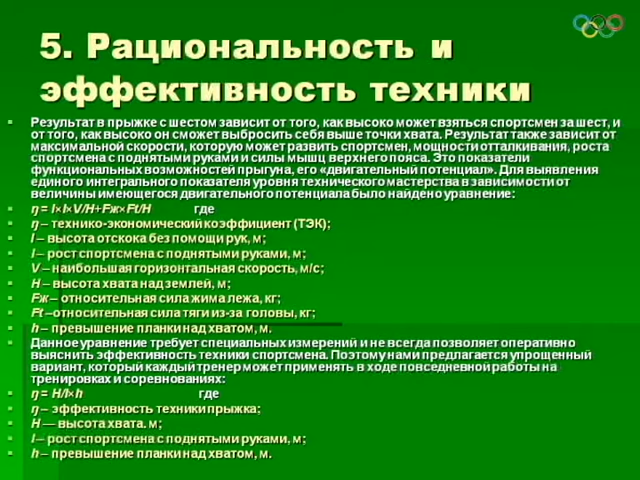 5. Рациональность и
эффективность техники
Результат в прыжке с шестом зависит от того, как высоко может взяться спортсмен за шест, и
от того, как высоко он сможет выбросить себя выше точки хвата. Результат также зависит от
максимальной скорости, которую может развить спортсмен, мощности отталкивания, роста
спортсмена с поднятыми руками и силы мышц верхнего пояса. Это показатели
функциональных возможностей прыгуна, его «двигательный потенциал». Для выявления
единого интегрального показателя уровня технического мастерства в зависимости от
величины имеющегося двигательного потенциала было найдено уравнение:
η = l×l×V/H+Fж×Ft/H где
η – технико-экономический коэффициент (ТЭК);
l – высота отскока без помощи рук, м;
l – рост спортсмена с поднятыми руками, м;
V – наибольшая горизонтальная скорость, м/с;
H – высота хвата над землей, м;
Fж – относительная сила жима лежа, кг;
Ft –относительная сила тяги из-за головы, кг;
h – превышение планки над хватом, м.
Данное уравнение требует специальных измерений и не всегда позволяет оперативно
выяснить эффективность техники спортсмена. Поэтому нами предлагается упрощенный
вариант, который каждый тренер может применять в ходе повседневной работы на
тренировках и соревнованиях:
η = H/l×h где
η – эффективность техники прыжка;
H — высота хвата. м;
l – рост спортсмена с поднятыми руками, м;
h – превышение планки над хватом, м.